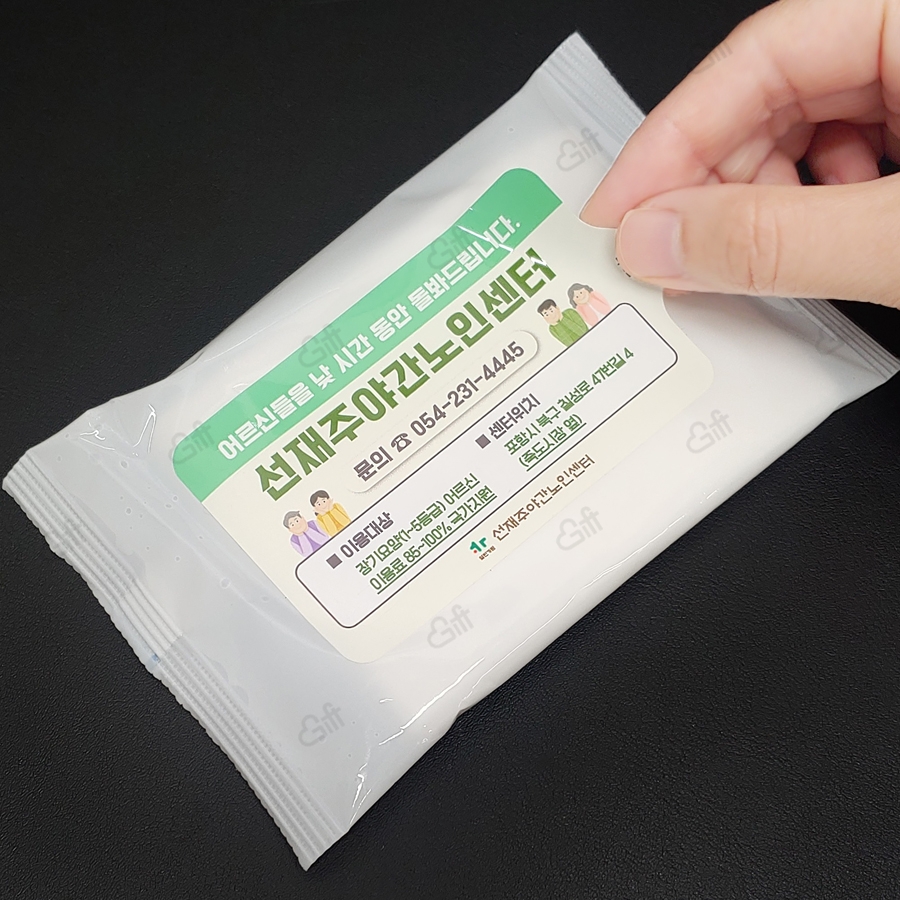 어르신들을 낮 시간 동안 돌봐드립니다.
선재주야간노인센터
문의 ☎ 054-231-4445
■ 이용대상
장기요양(1~5등급) 어르신
이용료 85~100% 국가지원
■ 센터위치
포항시 북구 칠성로 47번길 4
(죽도시장 옆)
선재주야간노인센터
Gift